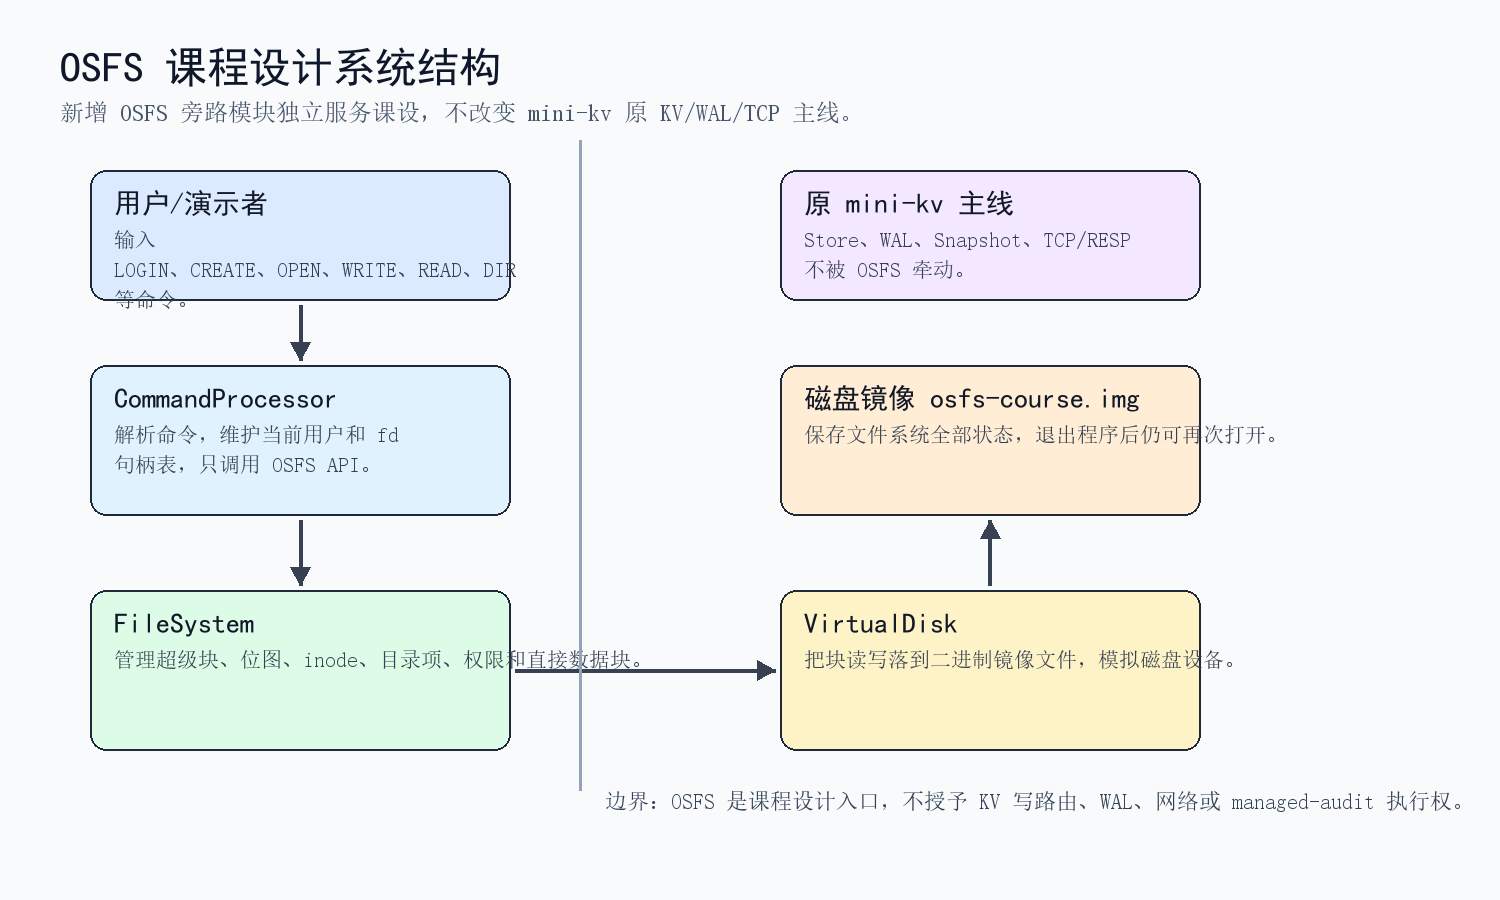 OSFS 课程设计系统结构
新增 OSFS 旁路模块独立服务课设，不改变 mini-kv 原 KV/WAL/TCP 主线。
用户/演示者
输入
LOGIN、CREATE、OPEN、WRITE、READ、DIR
等命令。
原 mini-kv 主线
Store、WAL、Snapshot、TCP/RESP
不被 OSFS 牵动。
CommandProcessor
解析命令，维护当前用户和 fd
句柄表，只调用 OSFS API。
磁盘镜像 osfs-course.img
保存文件系统全部状态，退出程序后仍可再次打开。
FileSystem
管理超级块、位图、inode、目录项、权限和直接数据块。
VirtualDisk
把块读写落到二进制镜像文件，模拟磁盘设备。
边界：OSFS 是课程设计入口，不授予 KV 写路由、WAL、网络或 managed-audit 执行权。